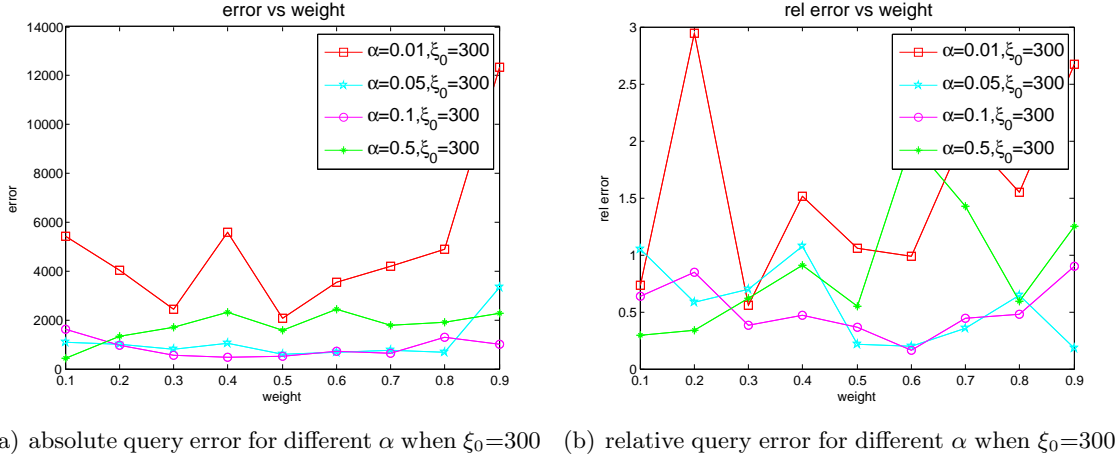 error vs weight
14000
12000
10000
8000
6000
4000
2000
0
error
0.1 0.2 0.3 0.4 0.5 0.6 0.7 0.8 0.9
weight
α=0.01,ξ0=300
α=0.05,ξ0=300
α=0.1,ξ0=300
α=0.5,ξ0=300
rel error vs weight
3
2.5
2
1.5
1
0.5
0
rel error
0.1 0.2 0.3 0.4 0.5 0.6 0.7 0.8 0.9
weight
α=0.01,ξ0=300
α=0.05,ξ0=300
α=0.1,ξ0=300
α=0.5,ξ0=300
a) absolute query error for different α when ξ0=300
(b) relative query error for different α when ξ0=300